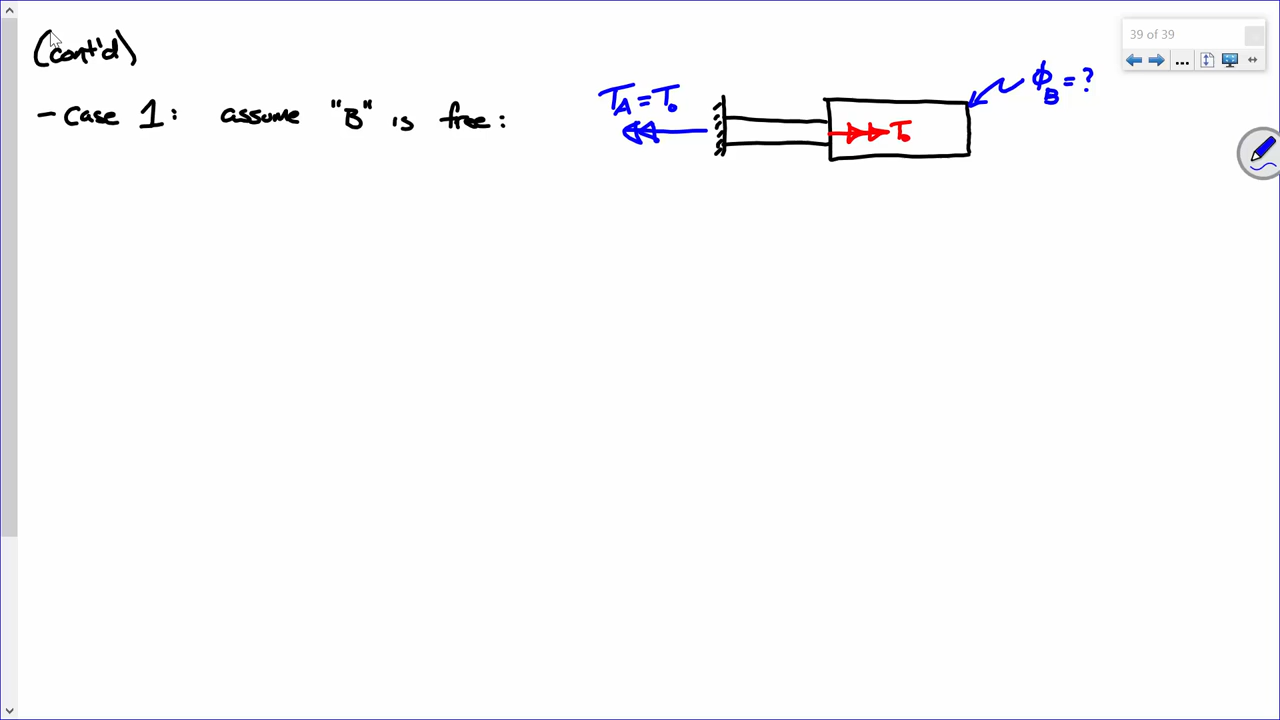 (cont'd)
- Case 1: assume "B" is free:
T_A = T_0
T_0
ϕ_B = ?
39 of 39
...